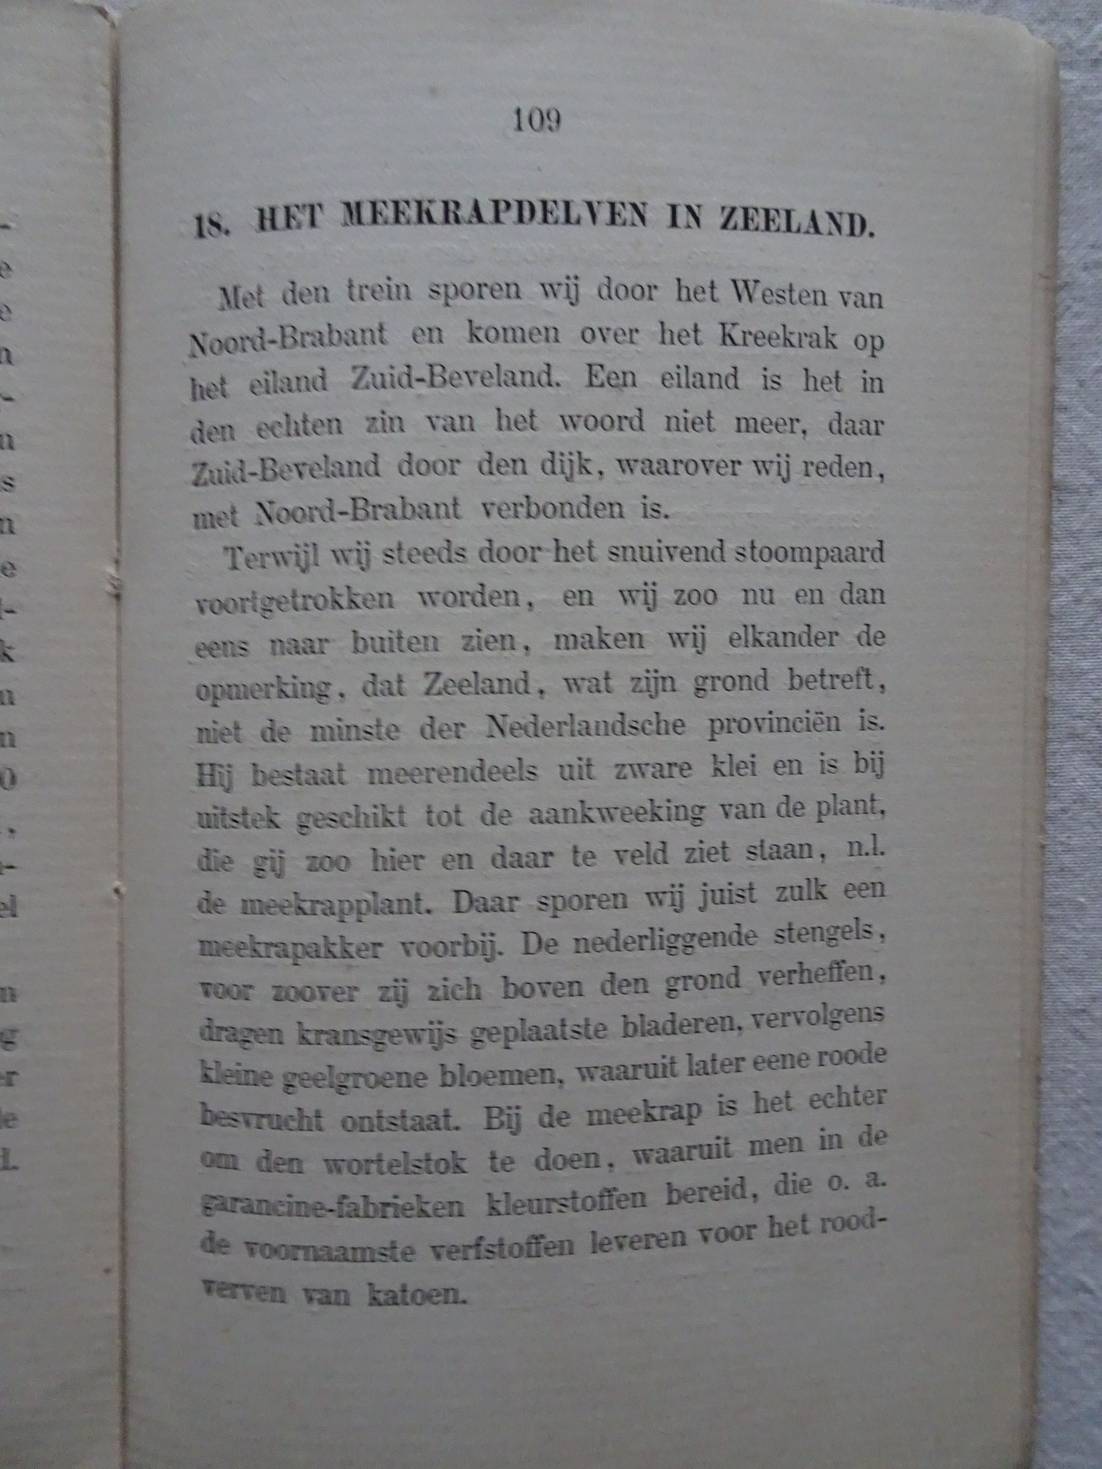 109
18. HET MEEKRAPDELVEN IN ZEELAND.
Met den trein sporen wij door het Westen van
Noord-Brabant en komen over het Kreekrak op
het eiland Zuid-Beveland. Een eiland is het in
den echten zin van het woord niet meer, daar
Zuid-Beveland door den dijk, waarover wij reden,
met Noord-Brabant verbonden is.
Terwijl wij steeds door het snuivend stoompaard
voortgetrokken worden, en wij zoo nu en dan
eens naar buiten zien, maken wij elkander de
opmerking, dat Zeeland, wat zijn grond betreft,
niet de minste der Nederlandsche provinciën is.
Hij bestaat meerendeels uit zware klei en is bij
uitstek geschikt tot de aankweeking van de plant,
die gij zoo hier en daar te veld ziet staan, n.l.
de meekrapplant. Daar sporen wij juist zulk een
meekrapakker voorbij. De nederliggende stengels,
voor zoover zij zich boven den grond verheffen,
dragen kransgewijs geplaatste bladeren, vervolgens
kleine geelgroene bloemen, waaruit later eene roode
besvrucht ontstaat. Bij de meekrap is het echter
om den wortelstok te doen, waaruit men in de
garancine-fabrieken kleurstoffen bereid, die o. a.
de voornaamste verfstoffen leveren voor het rood-
verven van katoen.